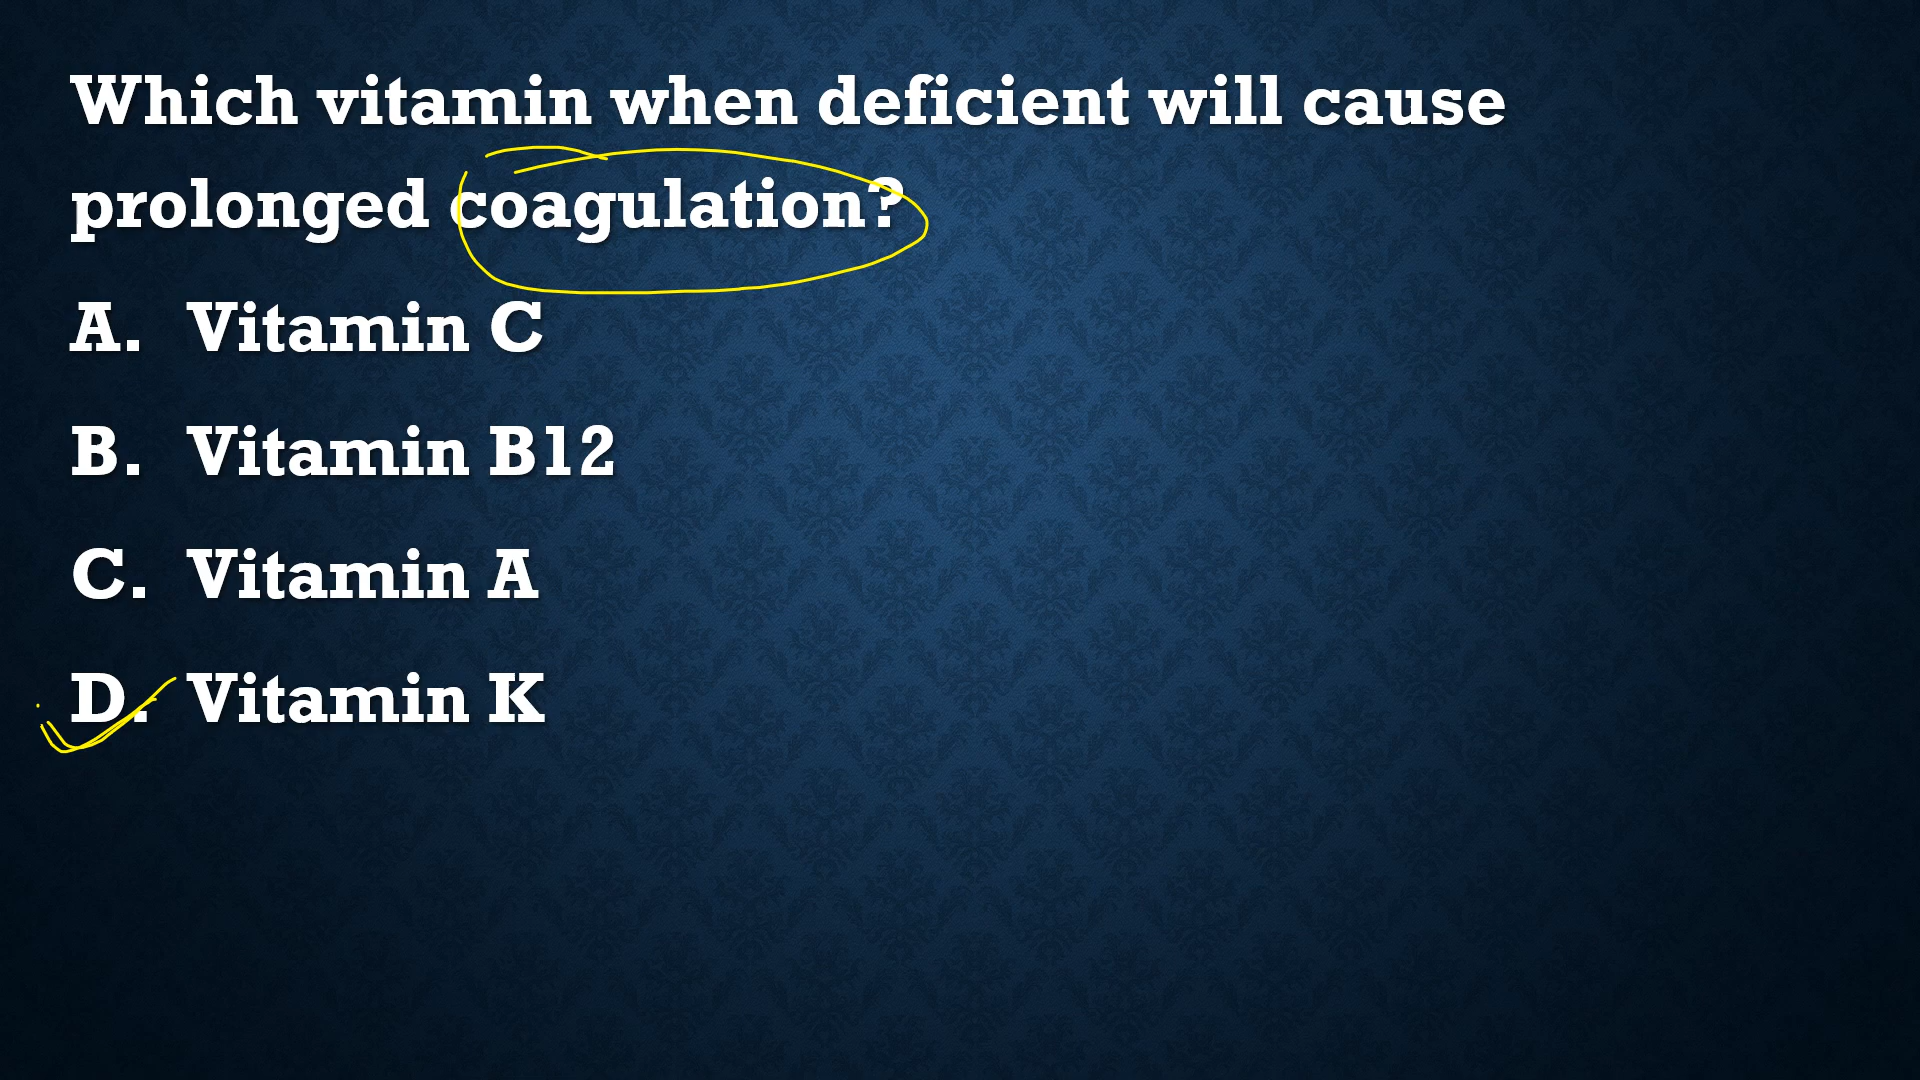 Which vitamin when deficient will cause
prolonged coagulation?
A. Vitamin C
B. Vitamin B12
C. Vitamin A
D. Vitamin K